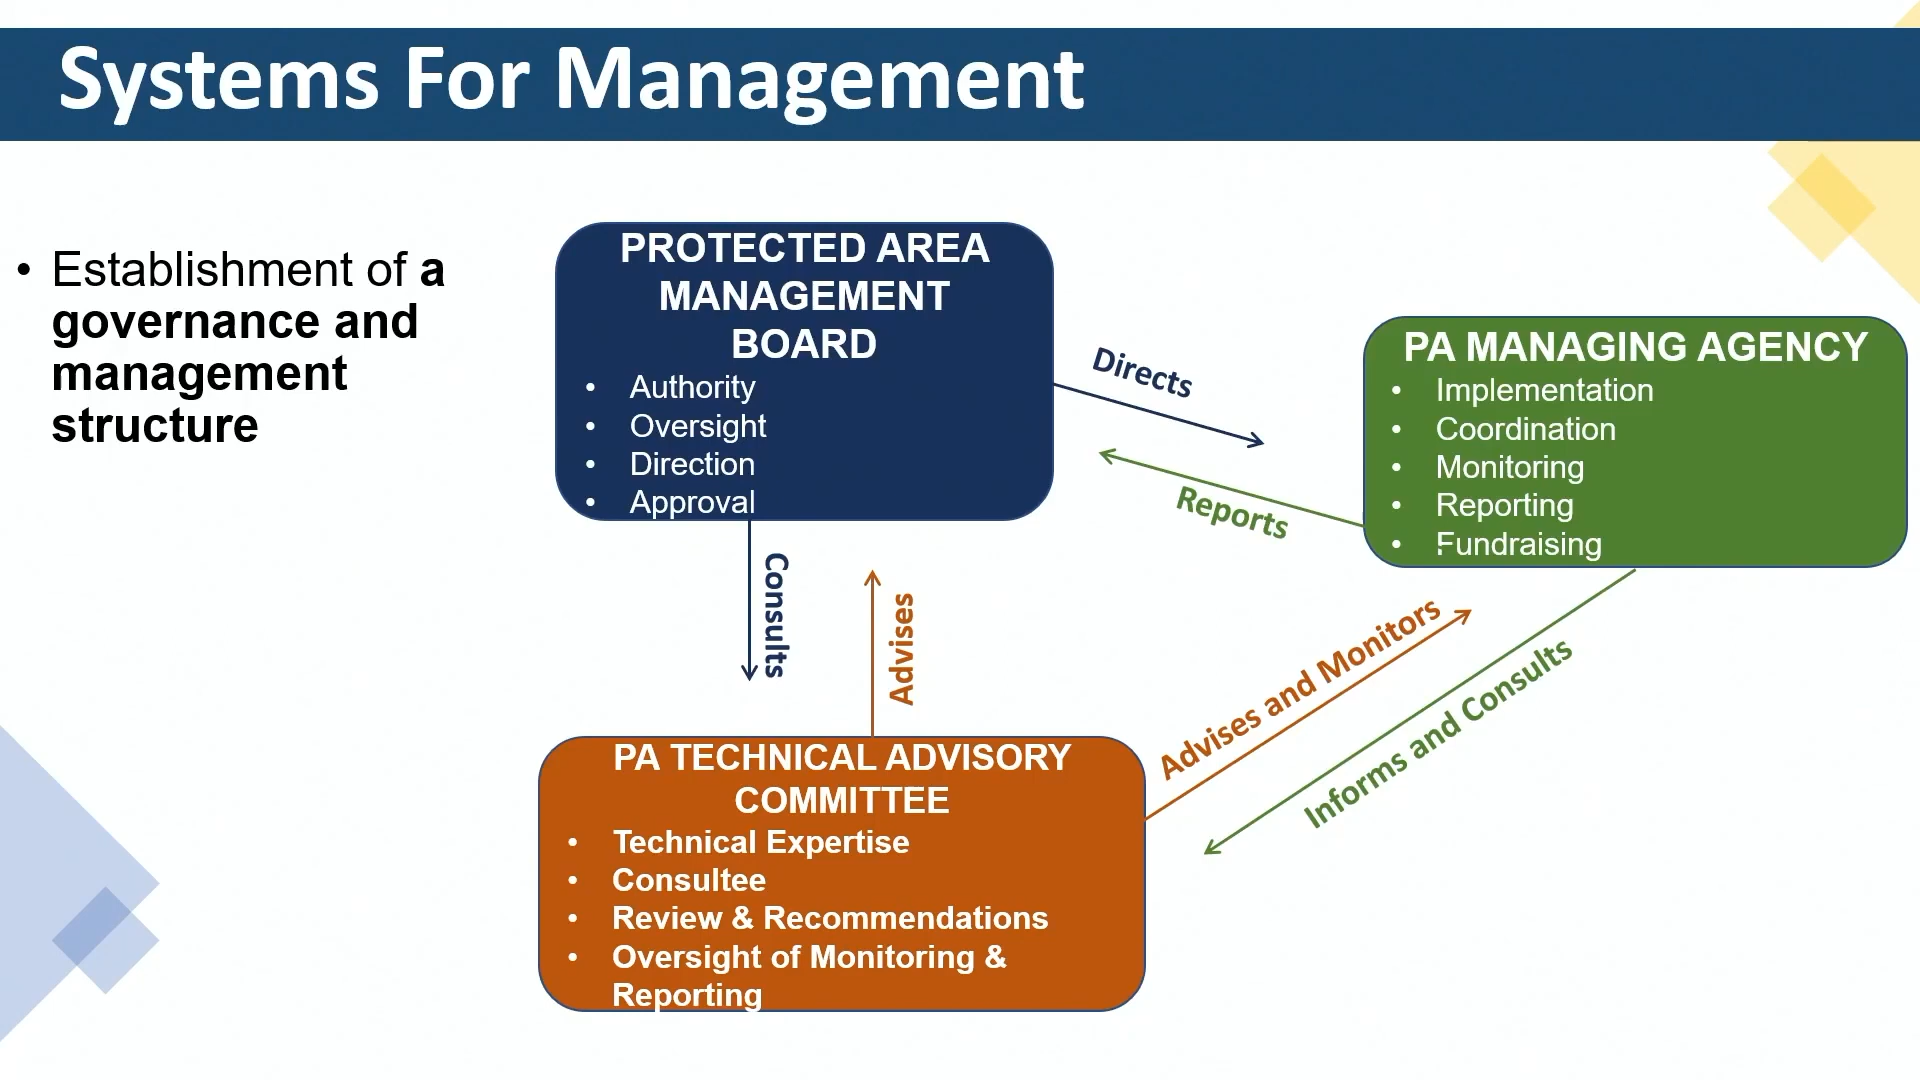 Systems For Management
• Establishment of a
governance and
management
structure
PROTECTED AREA
MANAGEMENT
BOARD
• Authority
• Oversight
• Direction
• Approval
Directs
Reports
PA MANAGING AGENCY
• Implementation
• Coordination
• Monitoring
• Reporting
• Fundraising
Consults
Advises
Advises and Monitors
Informs and Consults
PA TECHNICAL ADVISORY
COMMITTEE
• Technical Expertise
• Consultee
• Review & Recommendations
• Oversight of Monitoring &
Reporting